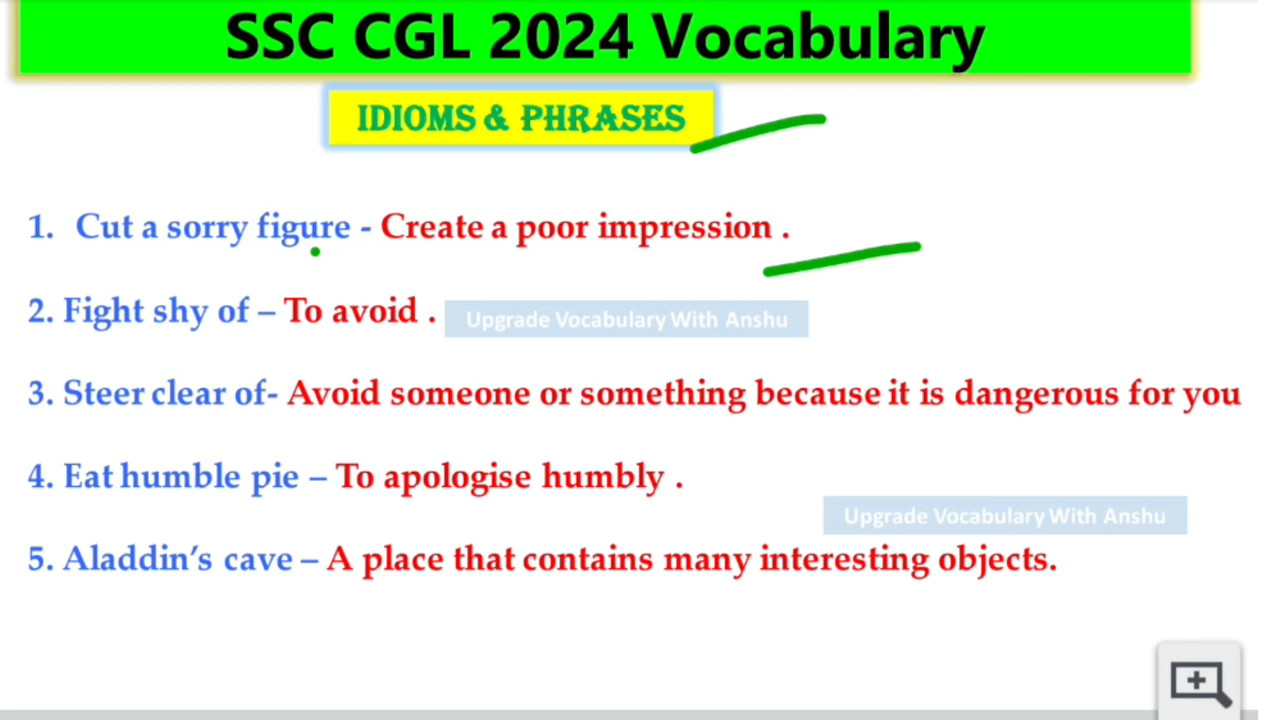 SSC CGL 2024 Vocabulary
IDIOMS & PHRASES
1. Cut a sorry figure - Create a poor impression .
2. Fight shy of – To avoid .
Upgrade Vocabulary With Anshu
3. Steer clear of- Avoid someone or something because it is dangerous for you
4. Eat humble pie – To apologise humbly .
Upgrade Vocabulary With Anshu
5. Aladdin’s cave – A place that contains many interesting objects.